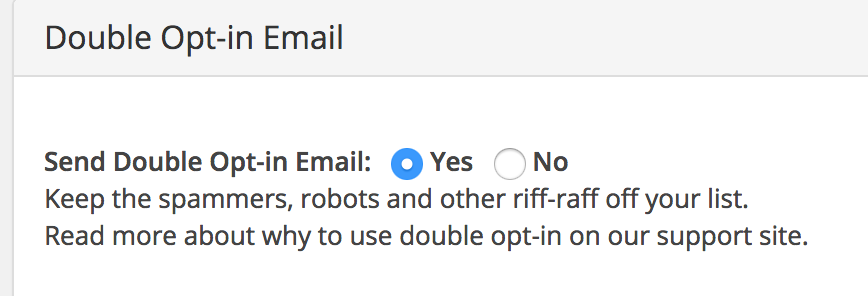 Double Opt-in Email
Send Double Opt-in Email: Yes No
Keep the spammers, robots and other riff-raff off your list.
Read more about why to use double opt-in on our support site.